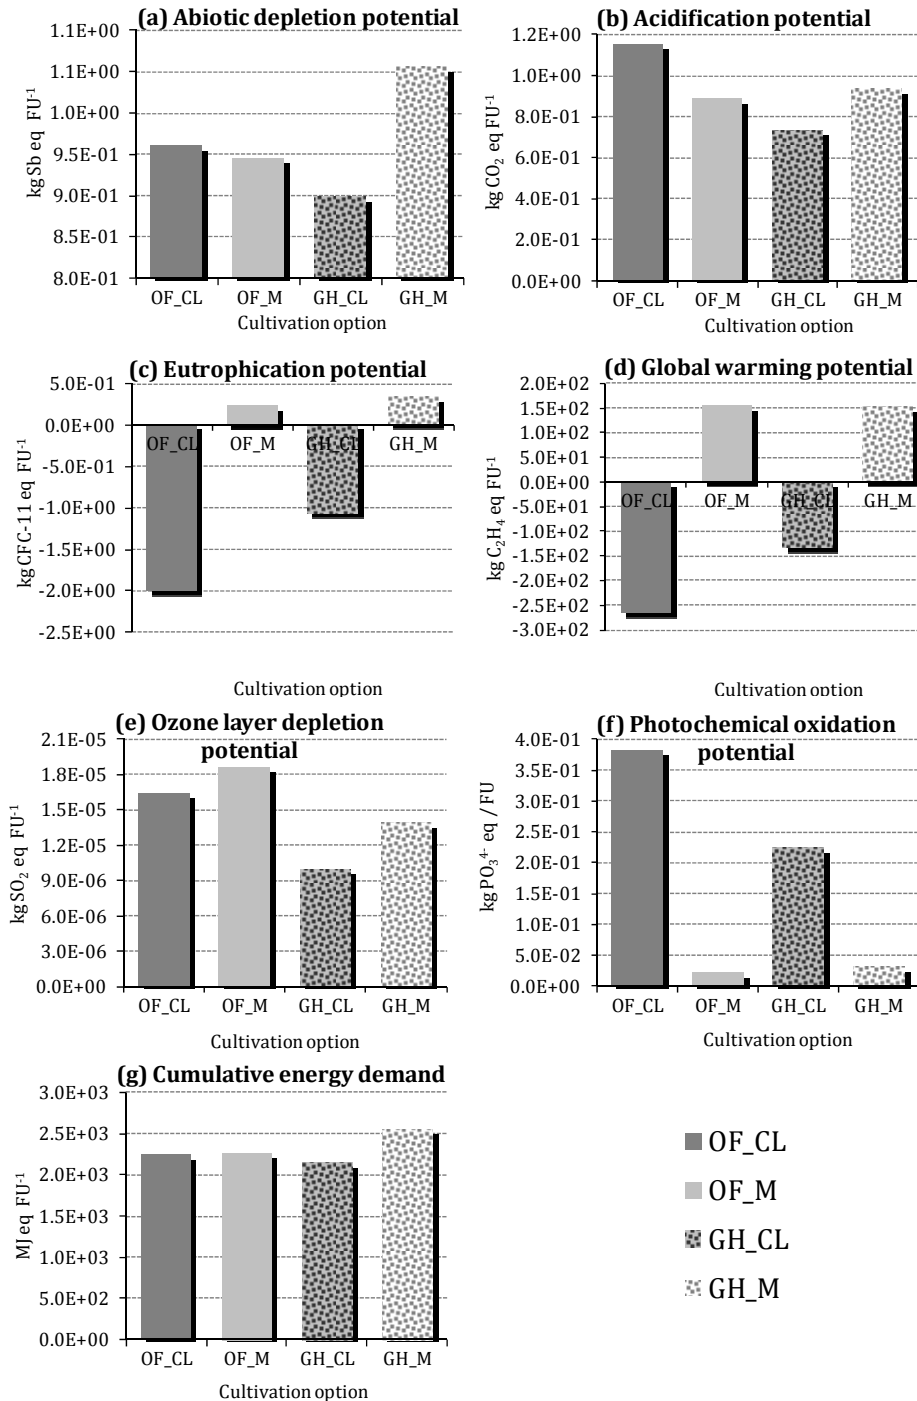 (a) Abiotic depletion potential
1.1E+00
1.1E+00
1.0E+00
9.5E-01
9.0E-01
8.5E-01
8.0E-01
kg Sb eq FU-1
OF_CL OF_M GH_CL GH_M
Cultivation option
(b) Acidification potential
1.2E+00
1.0E+00
8.0E-01
6.0E-01
4.0E-01
2.0E-01
0.0E+00
kg CO2 eq FU-1
OF_CL OF_M GH_CL GH_M
Cultivation option
(c) Eutrophication potential
5.0E-01
0.0E+00
-5.0E-01
-1.0E+00
-1.5E+00
-2.0E+00
-2.5E+00
kg CFC-11 eq FU-1
OF_CL OF_M GH_CL GH_M
Cultivation option
(d) Global warming potential
2.0E+02
1.5E+02
1.0E+02
5.0E+01
0.0E+00
-5.0E+01
-1.0E+02
-1.5E+02
-2.0E+02
-2.5E+02
-3.0E+02
kg C2H4 eq FU-1
OF_CL OF_M GH_CL GH_M
Cultivation option
(e) Ozone layer depletion
potential
2.1E-05
1.8E-05
1.5E-05
1.2E-05
9.0E-06
6.0E-06
3.0E-06
0.0E+00
kg SO2 eq FU-1
OF_CL OF_M GH_CL GH_M
Cultivation option
(f) Photochemical oxidation
potential
4.0E-01
3.5E-01
3.0E-01
2.5E-01
2.0E-01
1.5E-01
1.0E-01
5.0E-02
0.0E+00
kg PO3 4- eq / FU
OF_CL OF_M GH_CL GH_M
Cultivation option
(g) Cumulative energy demand
3.0E+03
2.5E+03
2.0E+03
1.5E+03
1.0E+03
5.0E+02
0.0E+00
MJ eq FU-1
OF_CL OF_M GH_CL GH_M
Cultivation option
OF_CL
OF_M
GH_CL
GH_M